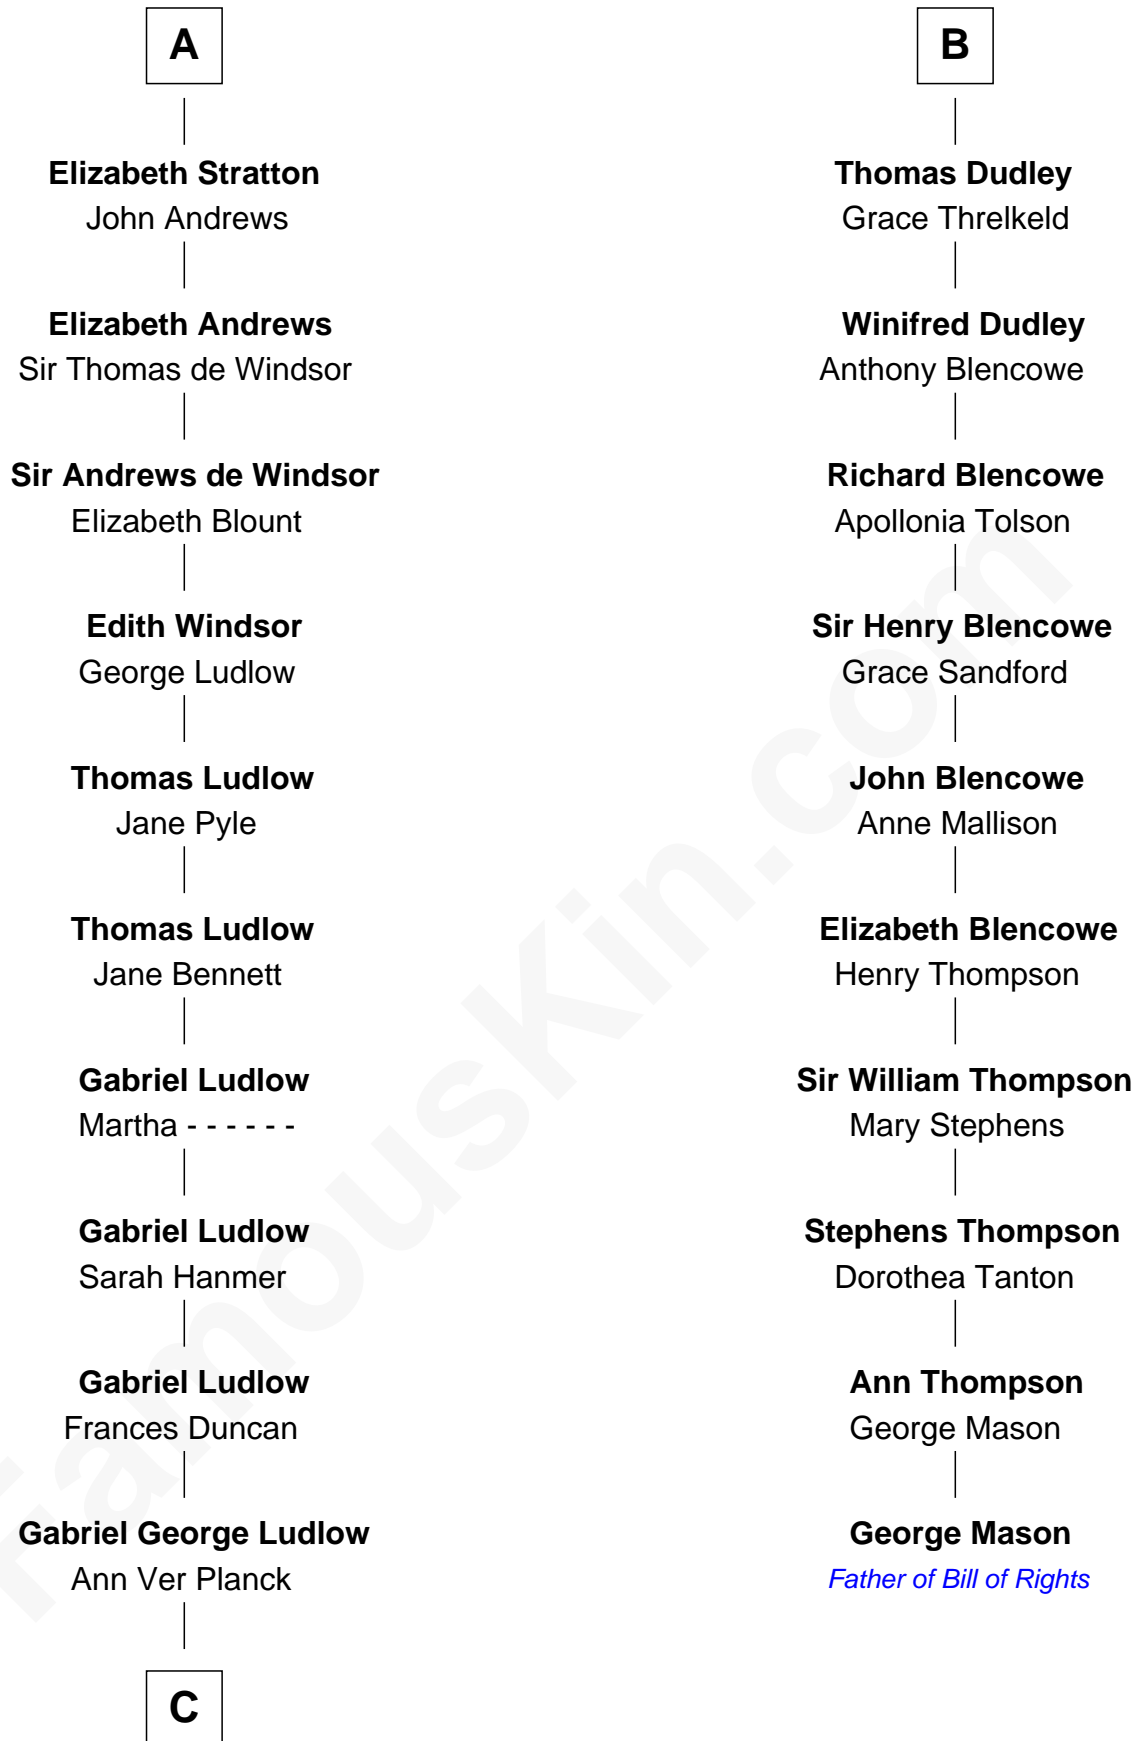 A
Elizabeth Stratton
John Andrews
Elizabeth Andrews
Sir Thomas de Windsor
Sir Andrews de Windsor
Elizabeth Blount
Edith Windsor
George Ludlow
Thomas Ludlow
Jane Pyle
Thomas Ludlow
Jane Bennett
Gabriel Ludlow
Martha - - - - - -
Gabriel Ludlow
Sarah Hanmer
Gabriel Ludlow
Frances Duncan
Gabriel George Ludlow
Ann Ver Planck
C
B
Thomas Dudley
Grace Threlkeld
Winifred Dudley
Anthony Blencowe
Richard Blencowe
Apollonia Tolson
Sir Henry Blencowe
Grace Sandford
John Blencowe
Anne Mallison
Elizabeth Blencowe
Henry Thompson
Sir William Thompson
Mary Stephens
Stephens Thompson
Dorothea Tanton
Ann Thompson
George Mason
George Mason
Father of Bill of Rights
FamousKin.com